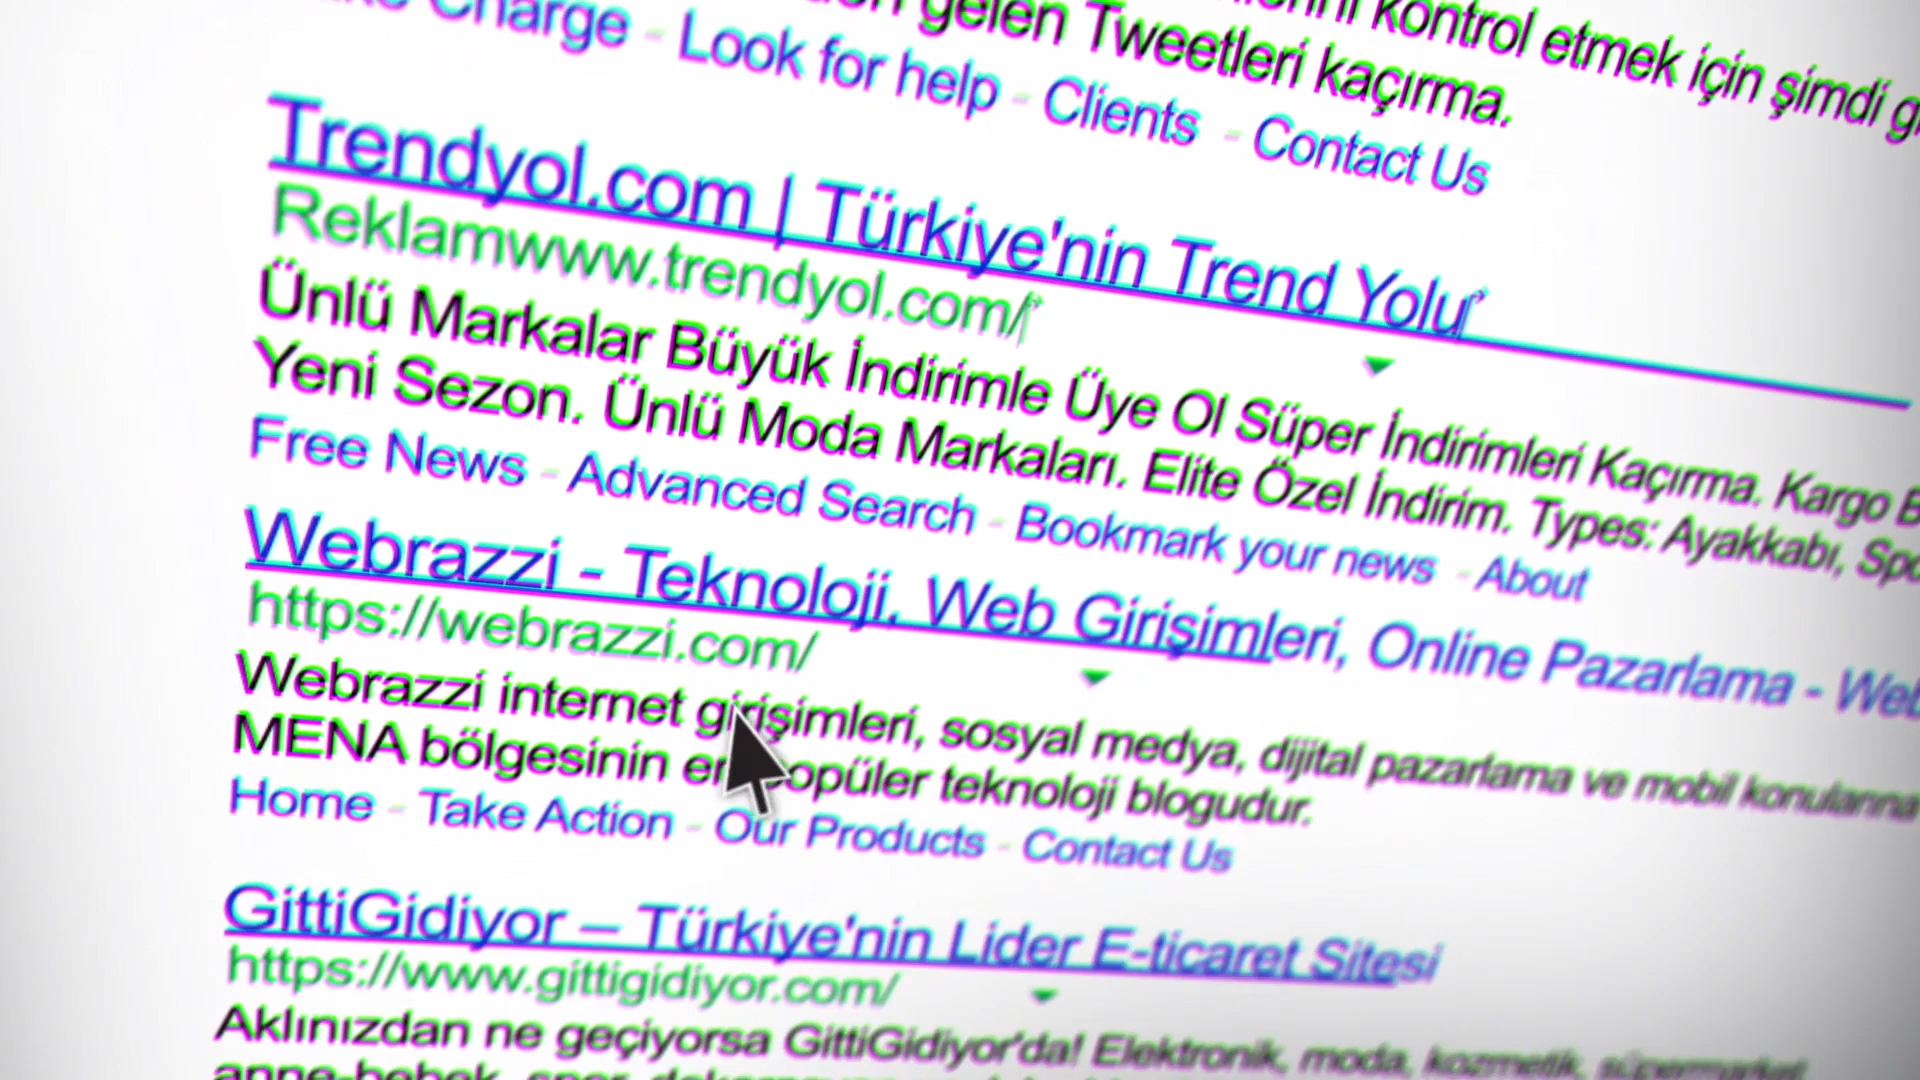 kontrol etmek için şimdi
gelen Tweetleri kaçırma.
Charge - Look for help - Clients - Contact Us
Trendyol.com | Türkiye'nin Trend Yolu
Reklamwww.trendyol.com/
Ünlü Markalar Büyük İndirimle Üye Ol Süper İndirimleri Kaçırma. Kargo
Yeni Sezon. Ünlü Moda Markaları. Elite Özel İndirim. Types: Ayakkabı,
Free News - Advanced Search - Bookmark your news - About
Webrazzi - Teknoloji, Web Girişimleri, Online Pazarlama -
https://webrazzi.com/
Webrazzi internet girişimleri, sosyal medya, dijital pazarlama ve mobil konularına
MENA bölgesinin teknoloji blogudur.
Home - Take Action - Our Products - Contact Us
GittiGidiyor – Türkiye'nin Lider E-ticaret Sitesi
https://www.gittigidiyor.com/
Aklınızdan ne geçiyorsa GittiGidiyor'da! Elektronik, moda, kozmetik, süpermarket